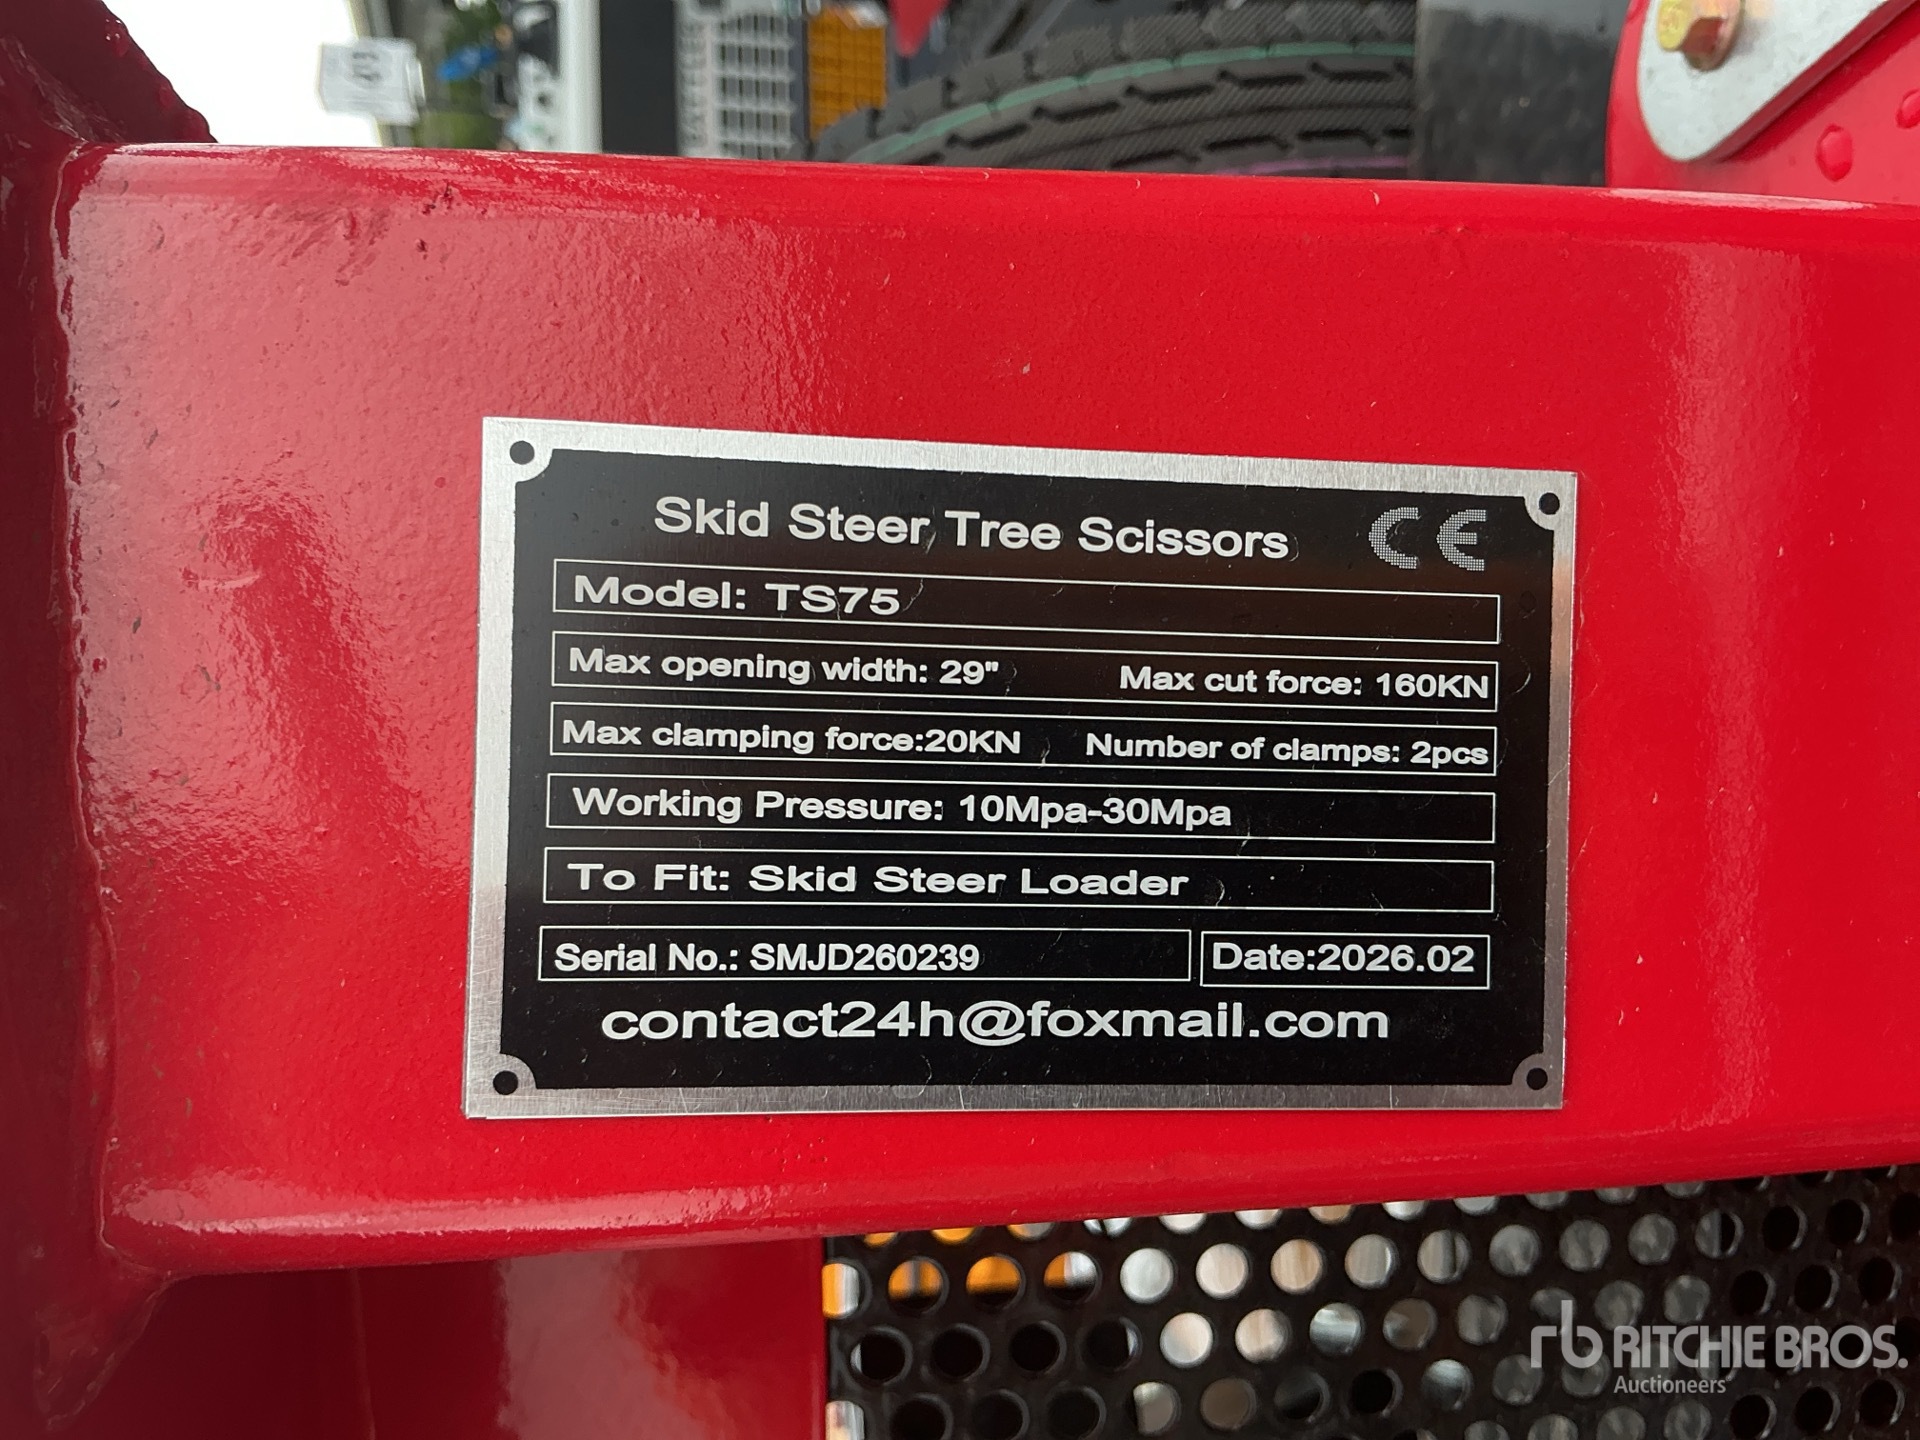 Skid Steer Tree Scissors CE
Model: TS75
Max opening width: 29" Max cut force: 160KN
Max clamping force:20KN Number of clamps: 2pcs
Working Pressure: 10Mpa-30Mpa
To Fit: Skid Steer Loader
Serial No.: SMJD260239 Date:2026.02
contact24h@foxmail.com
rb RITCHIE BROS.
Auctioneers